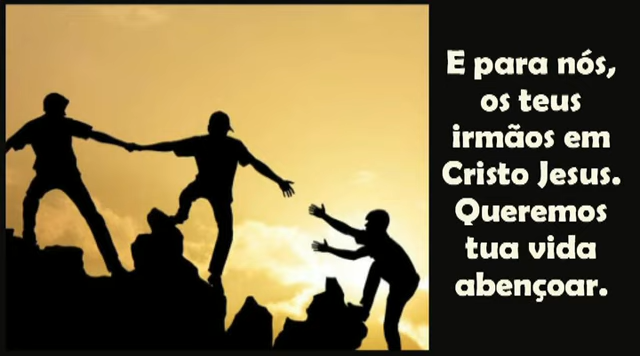 E para nós,
os teus
irmãos em
Cristo Jesus.
Queremos
tua vida
abençoar.